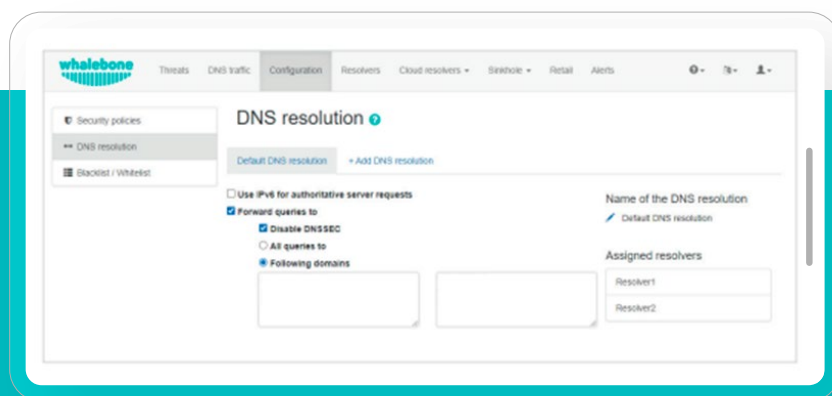 whalebone
Threats DNS traffic Configuration Resolvers Cloud resolvers Sinkhole Retail Alerts
Security policies
DNS resolution
Blacklist / Whitelist
DNS resolution
Default DNS resolution + Add DNS resolution
Use IPv6 for authoritative server requests
Forward queries to
Disable DNSSEC
All queries to
Following domains
Name of the DNS resolution
Default DNS resolution
Assigned resolvers
Resolver1
Resolver2